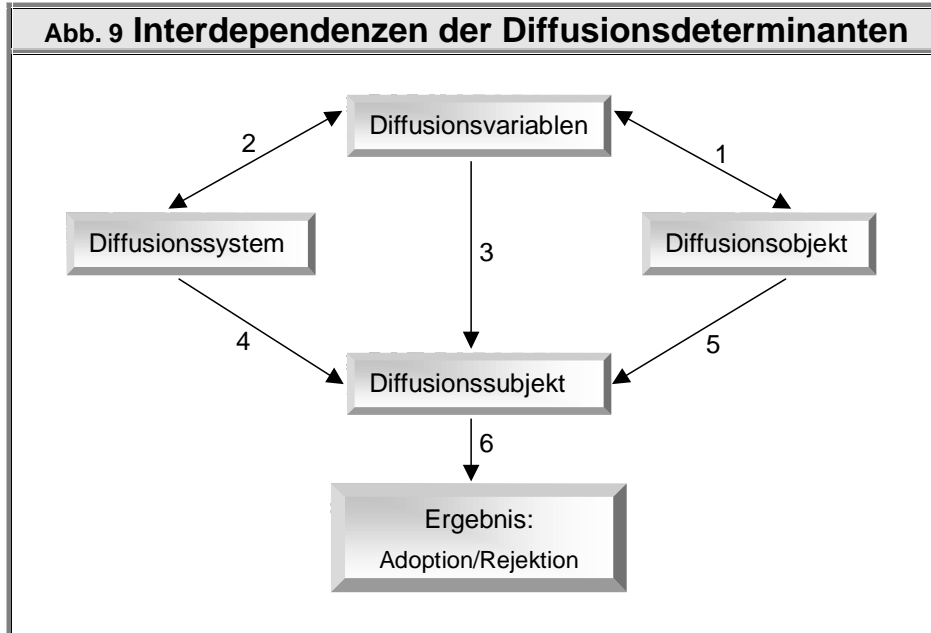 Abb. 9 Interdependenzen der Diffusionsdeterminanten
Diffusionsvariablen
2
1
Diffusionssystem
3
Diffusionsobjekt
4
5
Diffusionssubjekt
6
Ergebnis:
Adoption/Rejektion